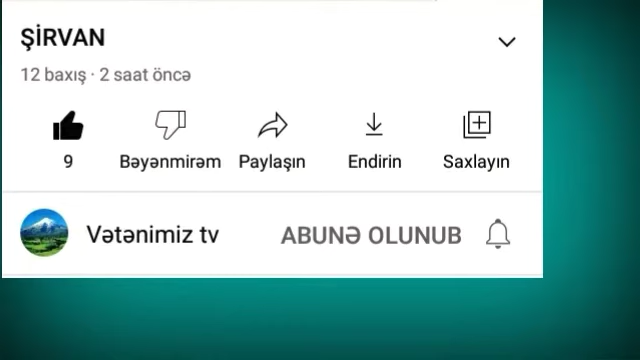 ŞİRVAN
12 baxış · 2 saat öncə
9 Bəyənmirəm Paylaşın Endirin Saxlayın
Vətənimiz tv ABUNƏ OLUNUB